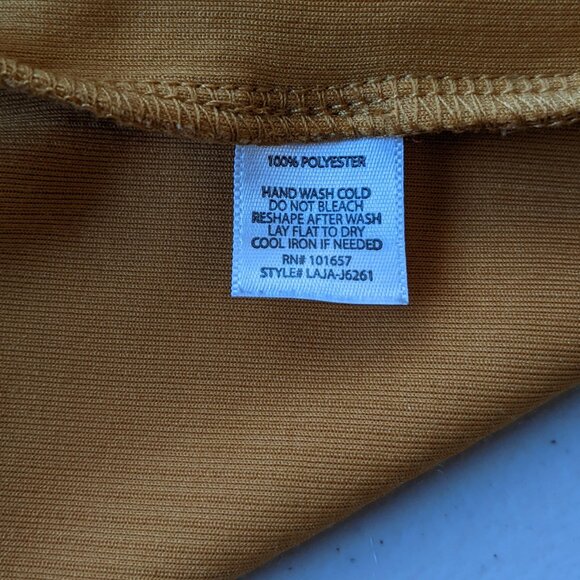 100% POLYESTER
HAND WASH COLD
DO NOT BLEACH
RESHAPE AFTER WASH
LAY FLAT TO DRY
COOL IRON IF NEEDED
RN# 101657
STYLE# LAJA-J6261